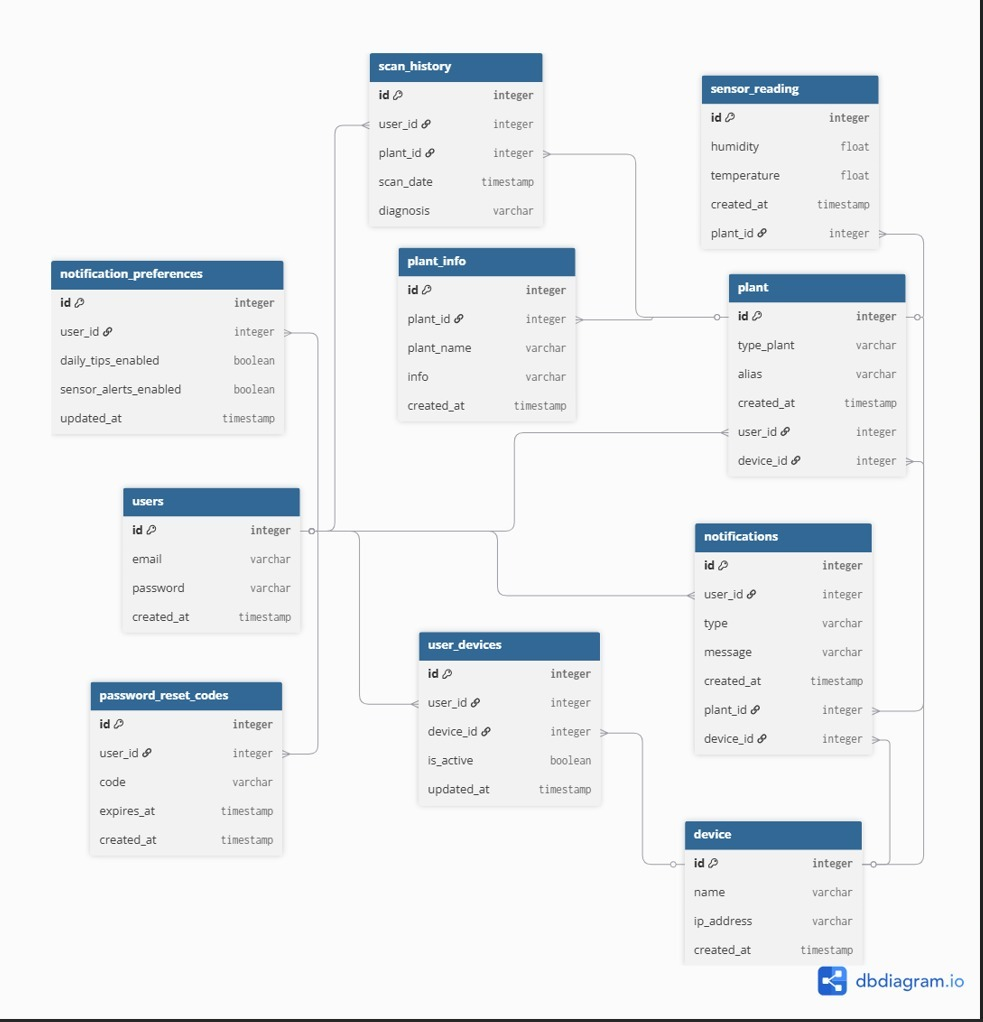 scan_history
id integer
user_id integer
plant_id integer
scan_date timestamp
diagnosis varchar
sensor_reading
id integer
humidity float
temperature float
created_at timestamp
plant_id integer
plant_info
id integer
plant_id integer
plant_name varchar
info varchar
created_at timestamp
notification_preferences
id integer
user_id integer
daily_tips_enabled boolean
sensor_alerts_enabled boolean
updated_at timestamp
plant
id integer
type_plant varchar
alias varchar
created_at timestamp
user_id integer
device_id integer
users
id integer
email varchar
password varchar
created_at timestamp
notifications
id integer
user_id integer
type varchar
message varchar
created_at timestamp
plant_id integer
device_id integer
user_devices
id integer
user_id integer
device_id integer
is_active boolean
updated_at timestamp
password_reset_codes
id integer
user_id integer
code varchar
expires_at timestamp
created_at timestamp
device
id integer
name varchar
ip_address varchar
created_at timestamp
dbdiagram.io